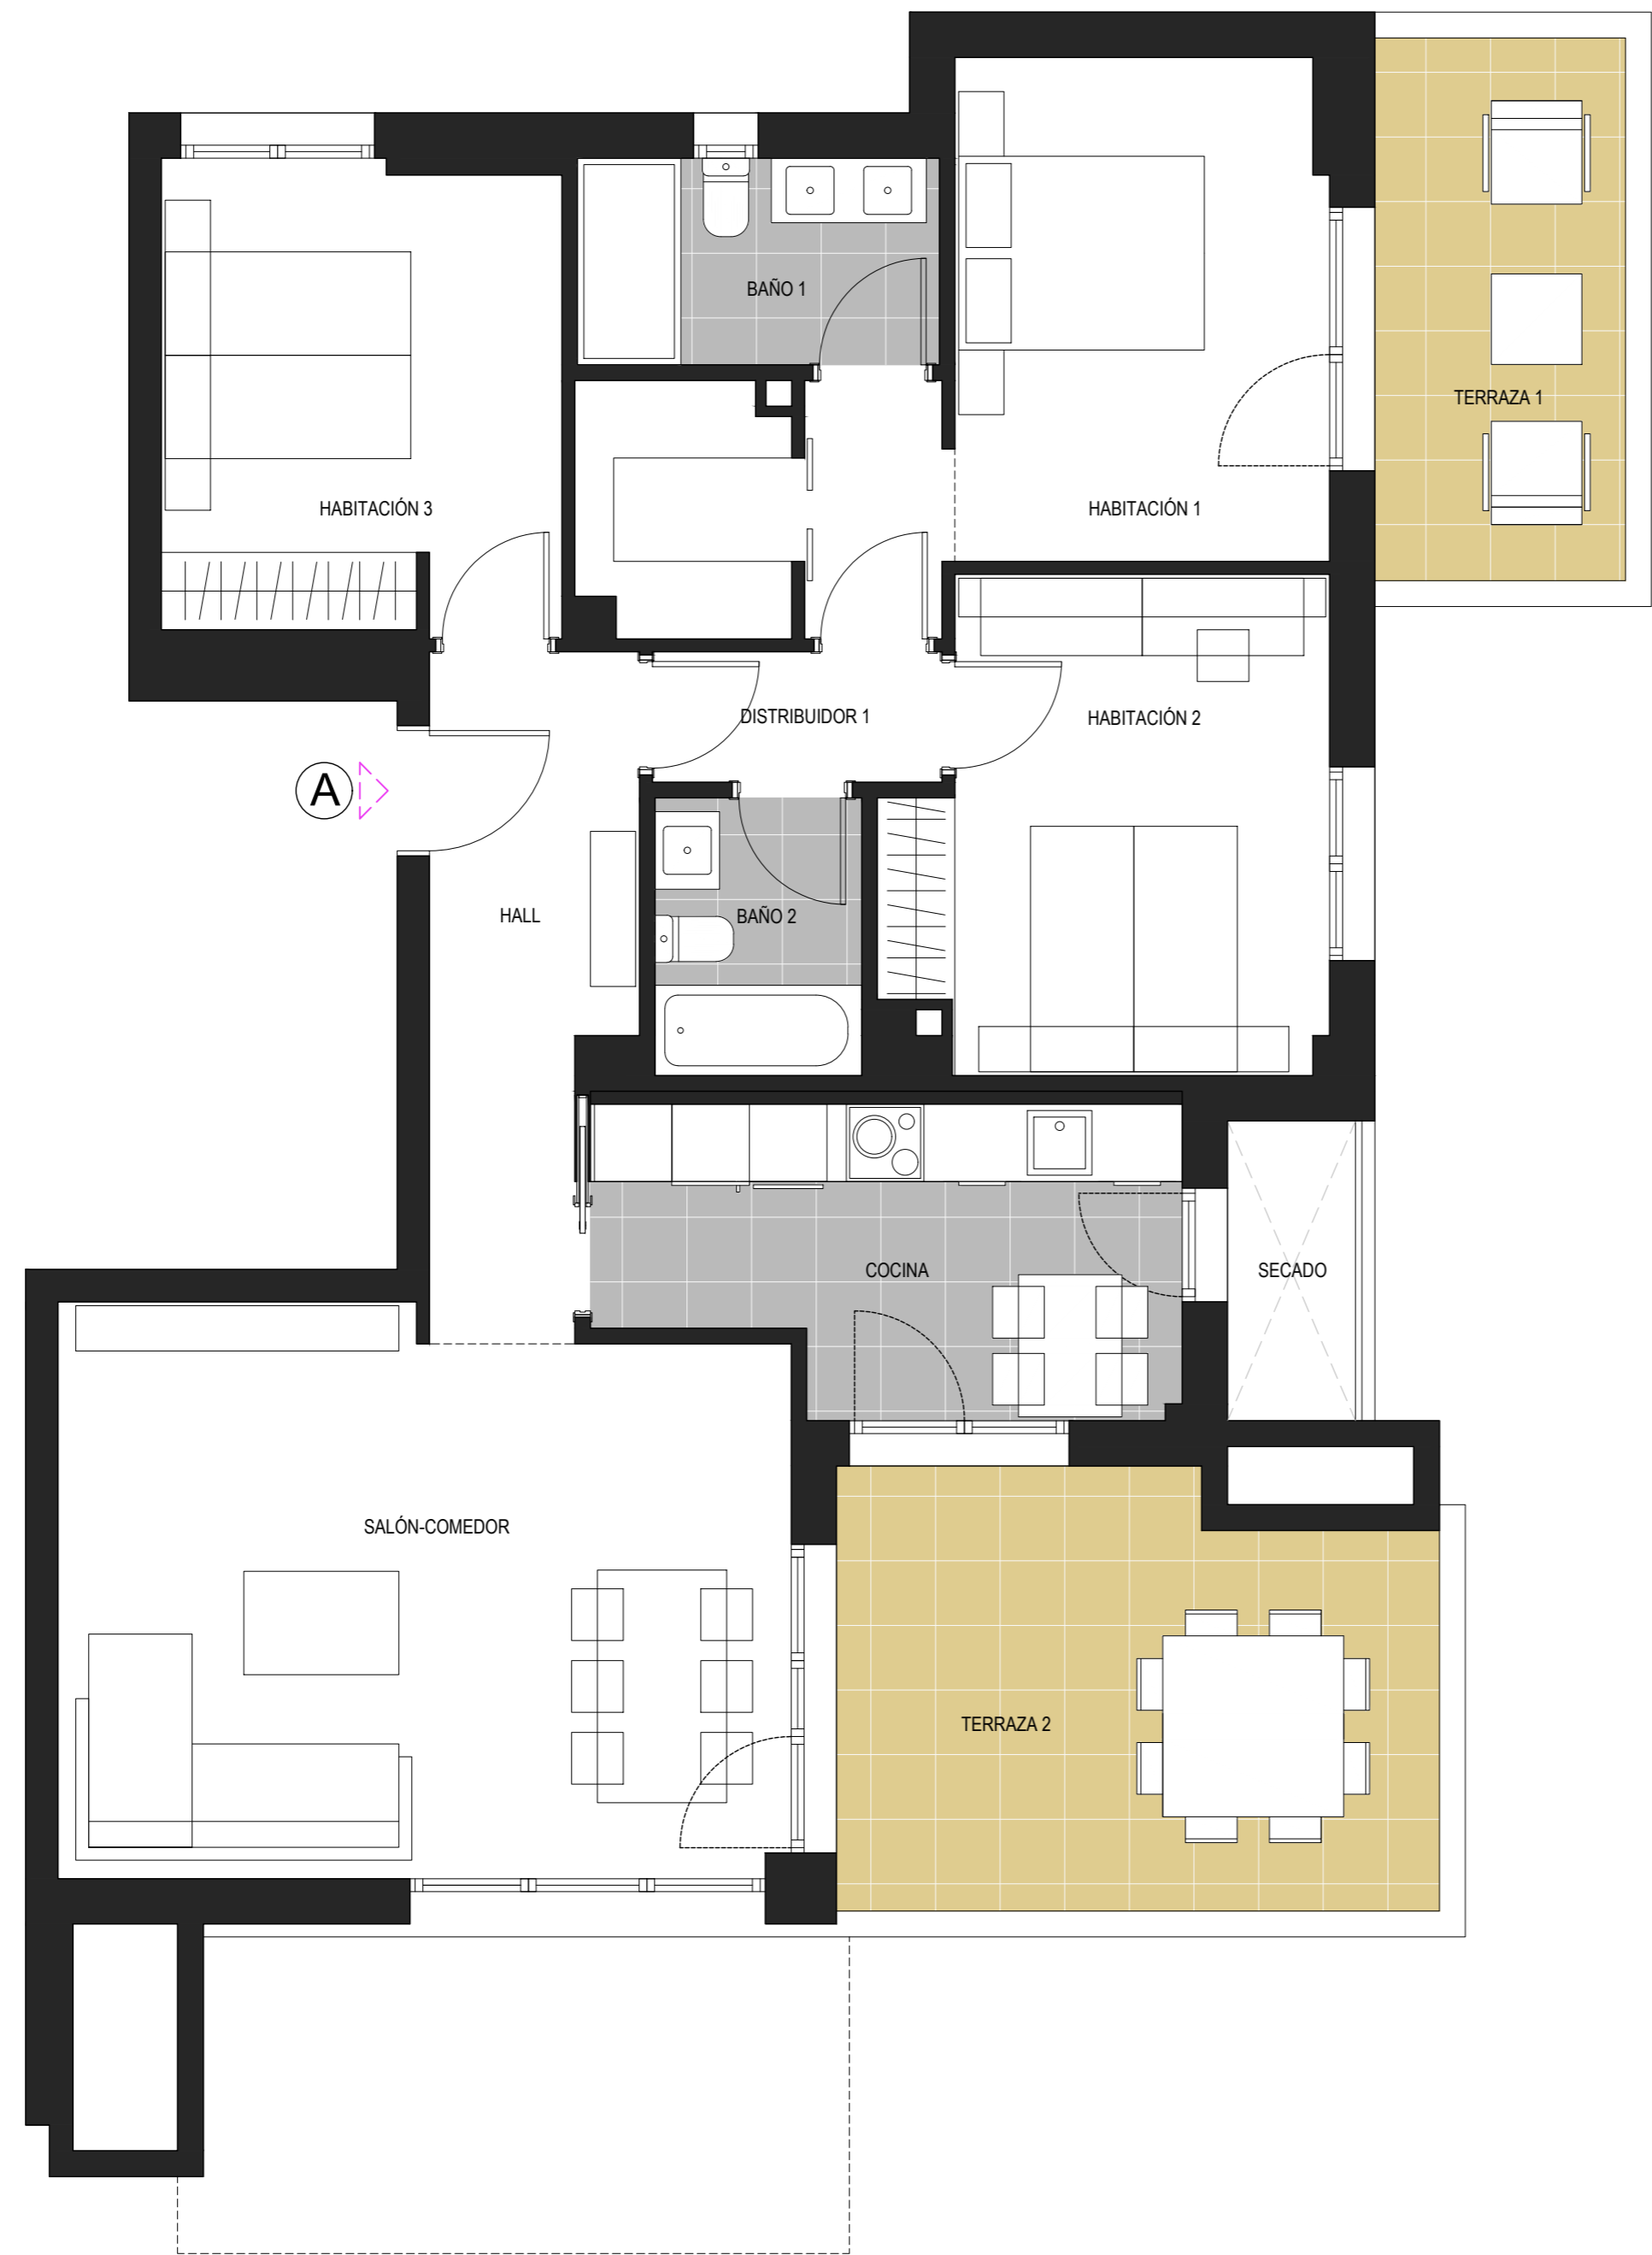 BAÑO 1
TERRAZA 1
HABITACIÓN 3
HABITACIÓN 1
DISTRIBUIDOR 1
HABITACIÓN 2
A
HALL
BAÑO 2
COCINA
SECADO
SALÓN-COMEDOR
TERRAZA 2